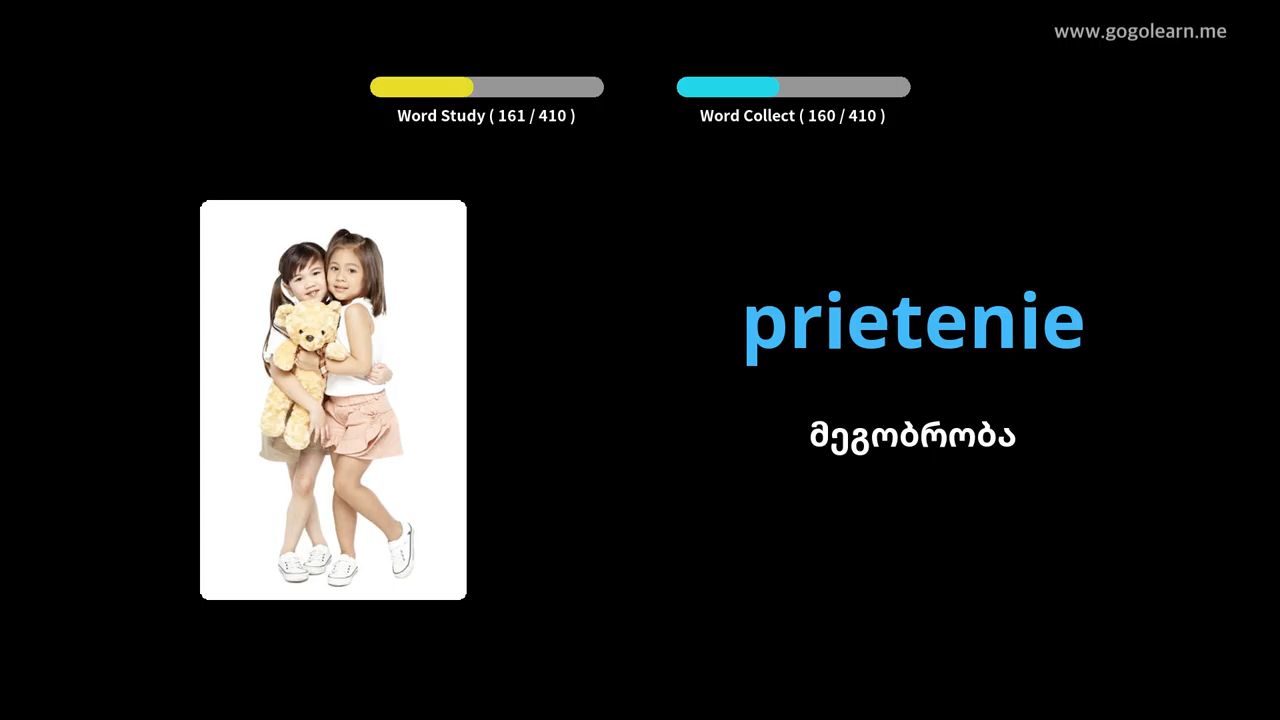 www.gogolearn.me
Word Study ( 161 / 410 )
Word Collect ( 160 / 410 )
prietenie
მეგობრობა